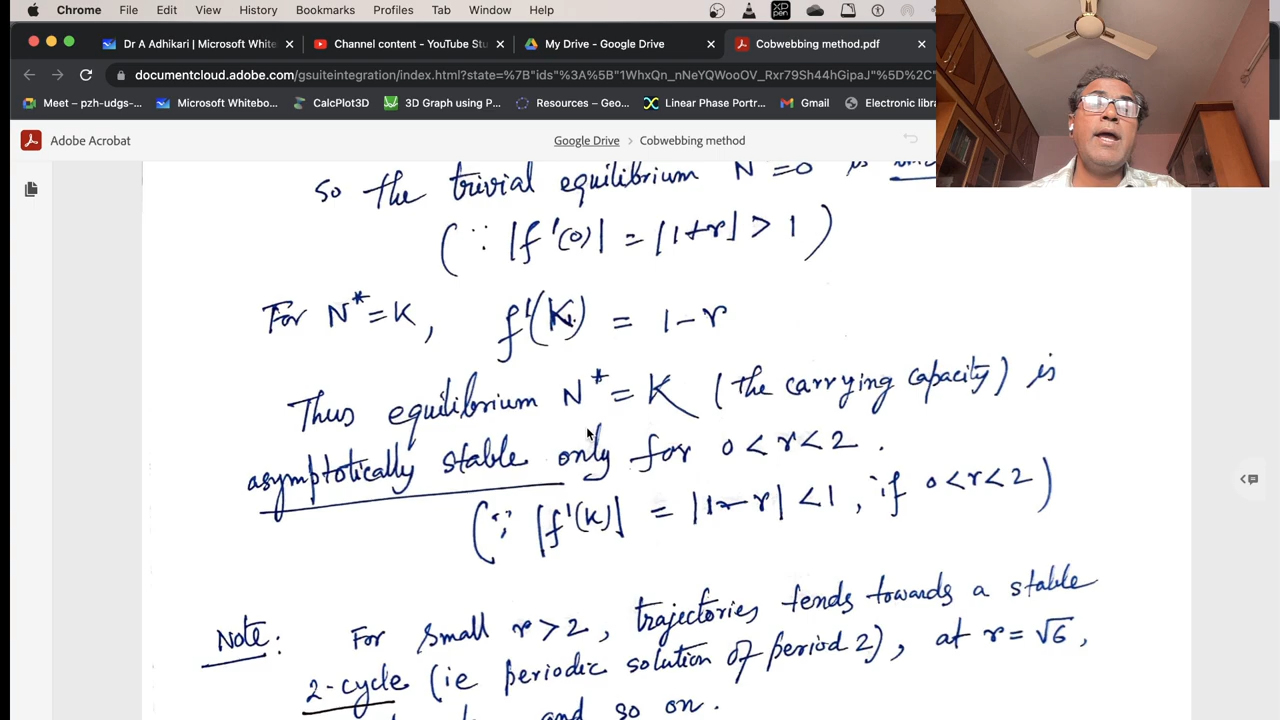 Chrome File Edit View History Bookmarks Profiles Tab Window Help
Dr A Adhikari | Microsoft White × Channel content - YouTube Stu × My Drive - Google Drive × Cobwebbing method.pdf ×
documentcloud.adobe.com/gsuiteintegration/index.html?state=%7B"ids"%3A%5B"1WhxQn_nNeYQWooOV_Rxr79Sh44hGipaJ"%5D%2C"
Meet – pzh-udgs-... Microsoft Whitebo... CalcPlot3D 3D Graph using P... Resources – Geo... Linear Phase Portr... Gmail Electronic libra
Adobe Acrobat Google Drive > Cobwebbing method
So the trivial equilibrium N = 0 is
(∵ |f'(0)| = |1+r| > 1)
For N* = K, f'(K) = 1 - r
Thus equilibrium N* = K (the carrying capacity) is
asymptotically stable only for 0 < r < 2.
(∵ |f'(K)| = |1-r| < 1, if 0 < r < 2)
Note: For small r > 2, trajectories tends towards a stable
2-cycle (ie periodic solution of period 2), at r = √6,
and so on.